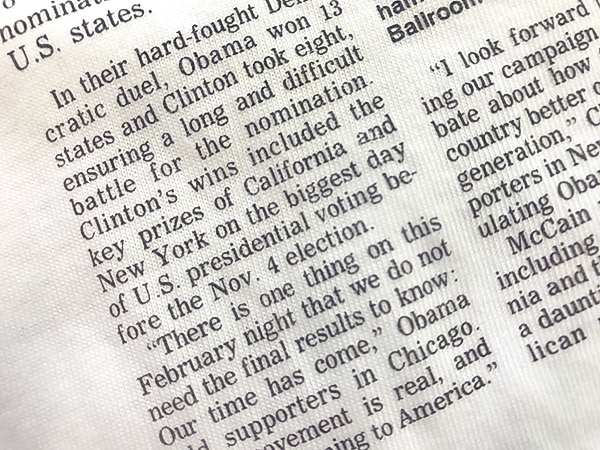 U.S. states.
In their hard-fought
cratic duel, Obama won 13
states and Clinton took eight,
ensuring a long and difficult
battle for the nomination.
Clinton's wins included the
key prizes of California and
New York on the biggest day
of U.S. presidential voting be-
fore the Nov. 4 election.
"There is one thing on this
February night that we do not
need the final results to know:
Our time has come," Obama
supporters in Chicago.
vement is real, and
ing to America."
Ballroom
"I look forward
ing our campaign
bate about how
country better
generation,"
porters in New
ulating Oba
McCain
including
nia and
a daunti
lican